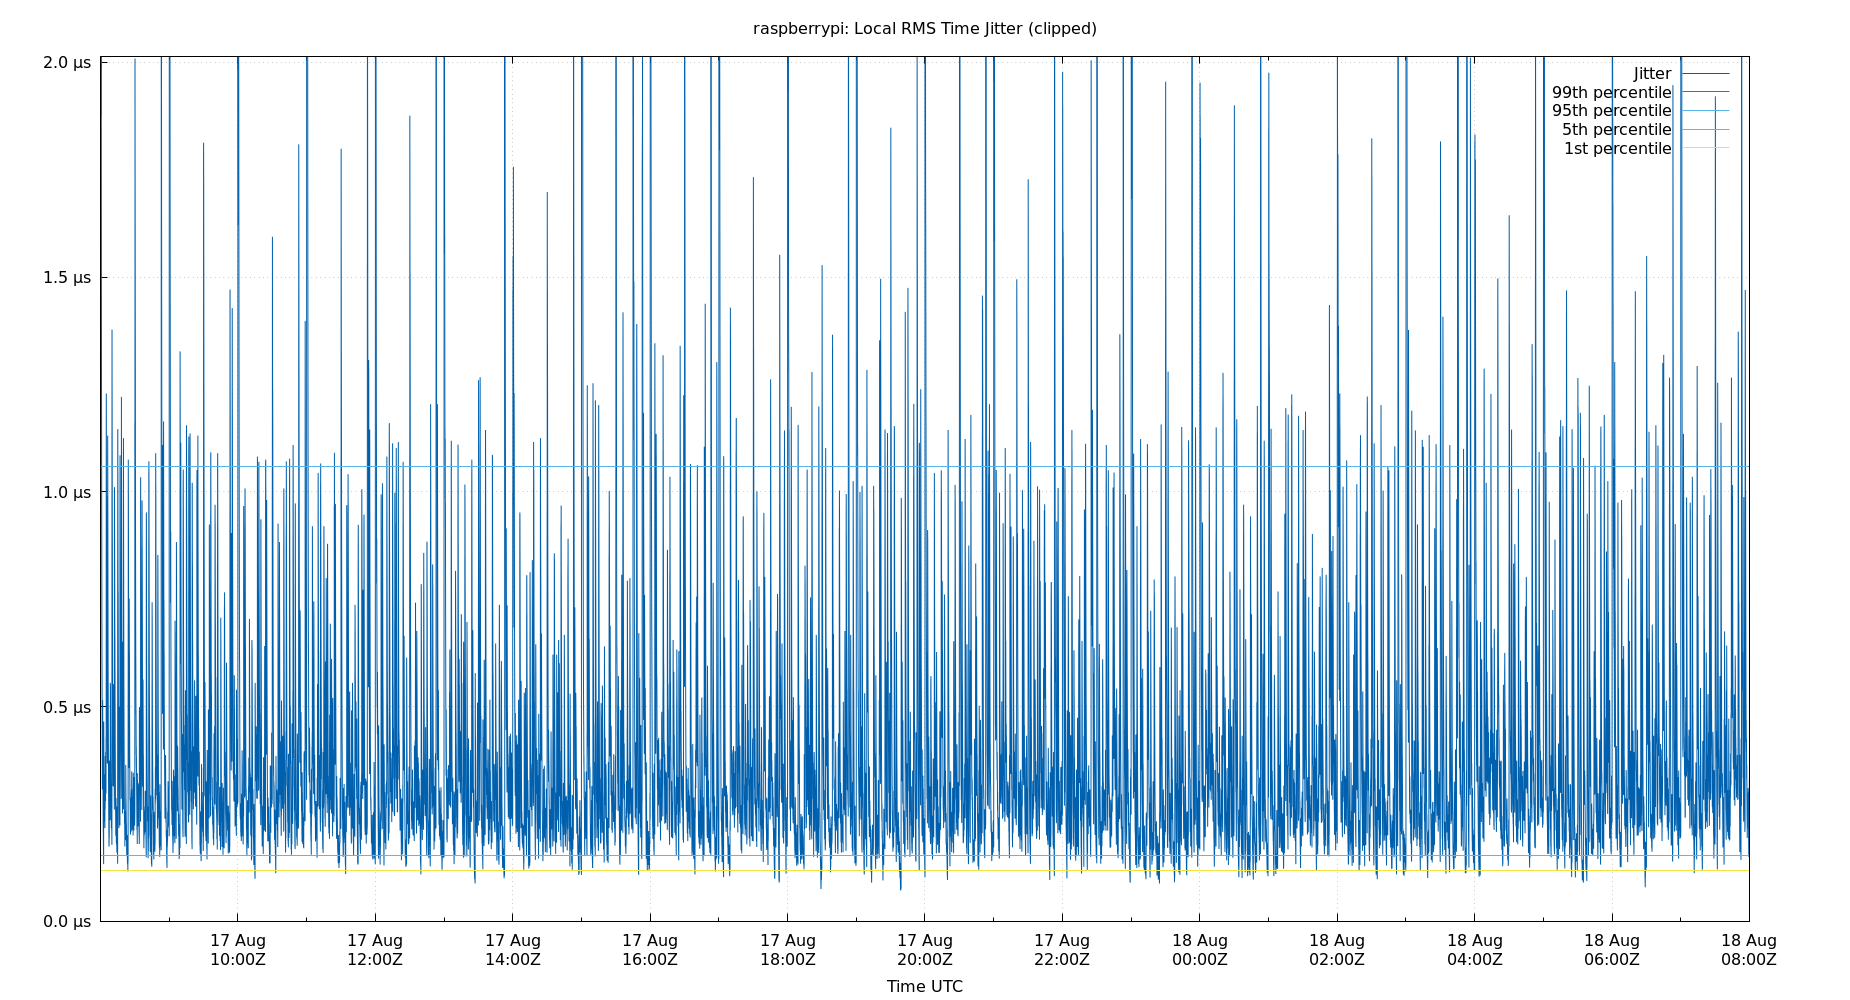 raspberrypi: Local RMS Time Jitter (clipped)
2.0 µs
1.5 µs
1.0 µs
0.5 µs
0.0 µs
Jitter
99th percentile
95th percentile
5th percentile
1st percentile
17 Aug 10:00Z
17 Aug 12:00Z
17 Aug 14:00Z
17 Aug 16:00Z
17 Aug 18:00Z
17 Aug 20:00Z
17 Aug 22:00Z
18 Aug 00:00Z
18 Aug 02:00Z
18 Aug 04:00Z
18 Aug 06:00Z
18 Aug 08:00Z
Time UTC